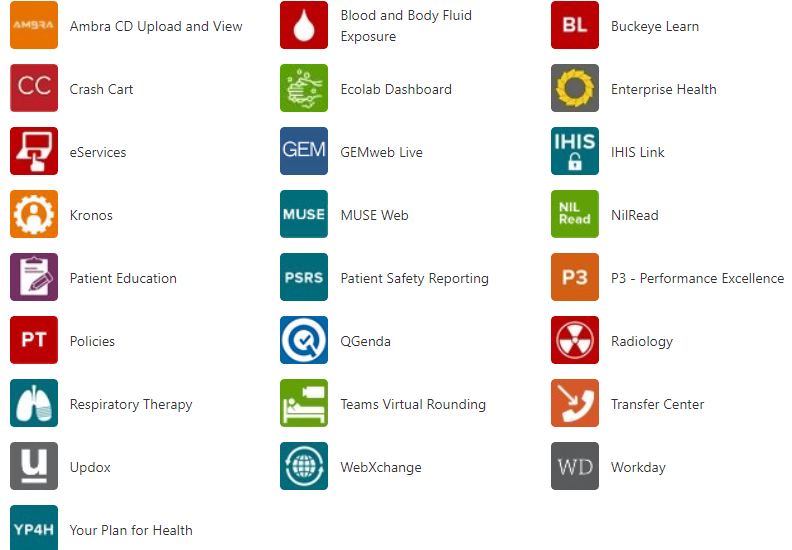 AMBRA Ambra CD Upload and View
Blood and Body Fluid
Exposure
BL Buckeye Learn
CC Crash Cart
Ecolab Dashboard
Enterprise Health
eServices
GEM GEMweb Live
IHIS IHIS Link
Kronos
MUSE MUSE Web
NIL
Read NilRead
Patient Education
PSRS Patient Safety Reporting
P3 P3 - Performance Excellence
PT Policies
QGenda
Radiology
Respiratory Therapy
Teams Virtual Rounding
Transfer Center
u Updox
WebXchange
WD Workday
YP4H Your Plan for Health